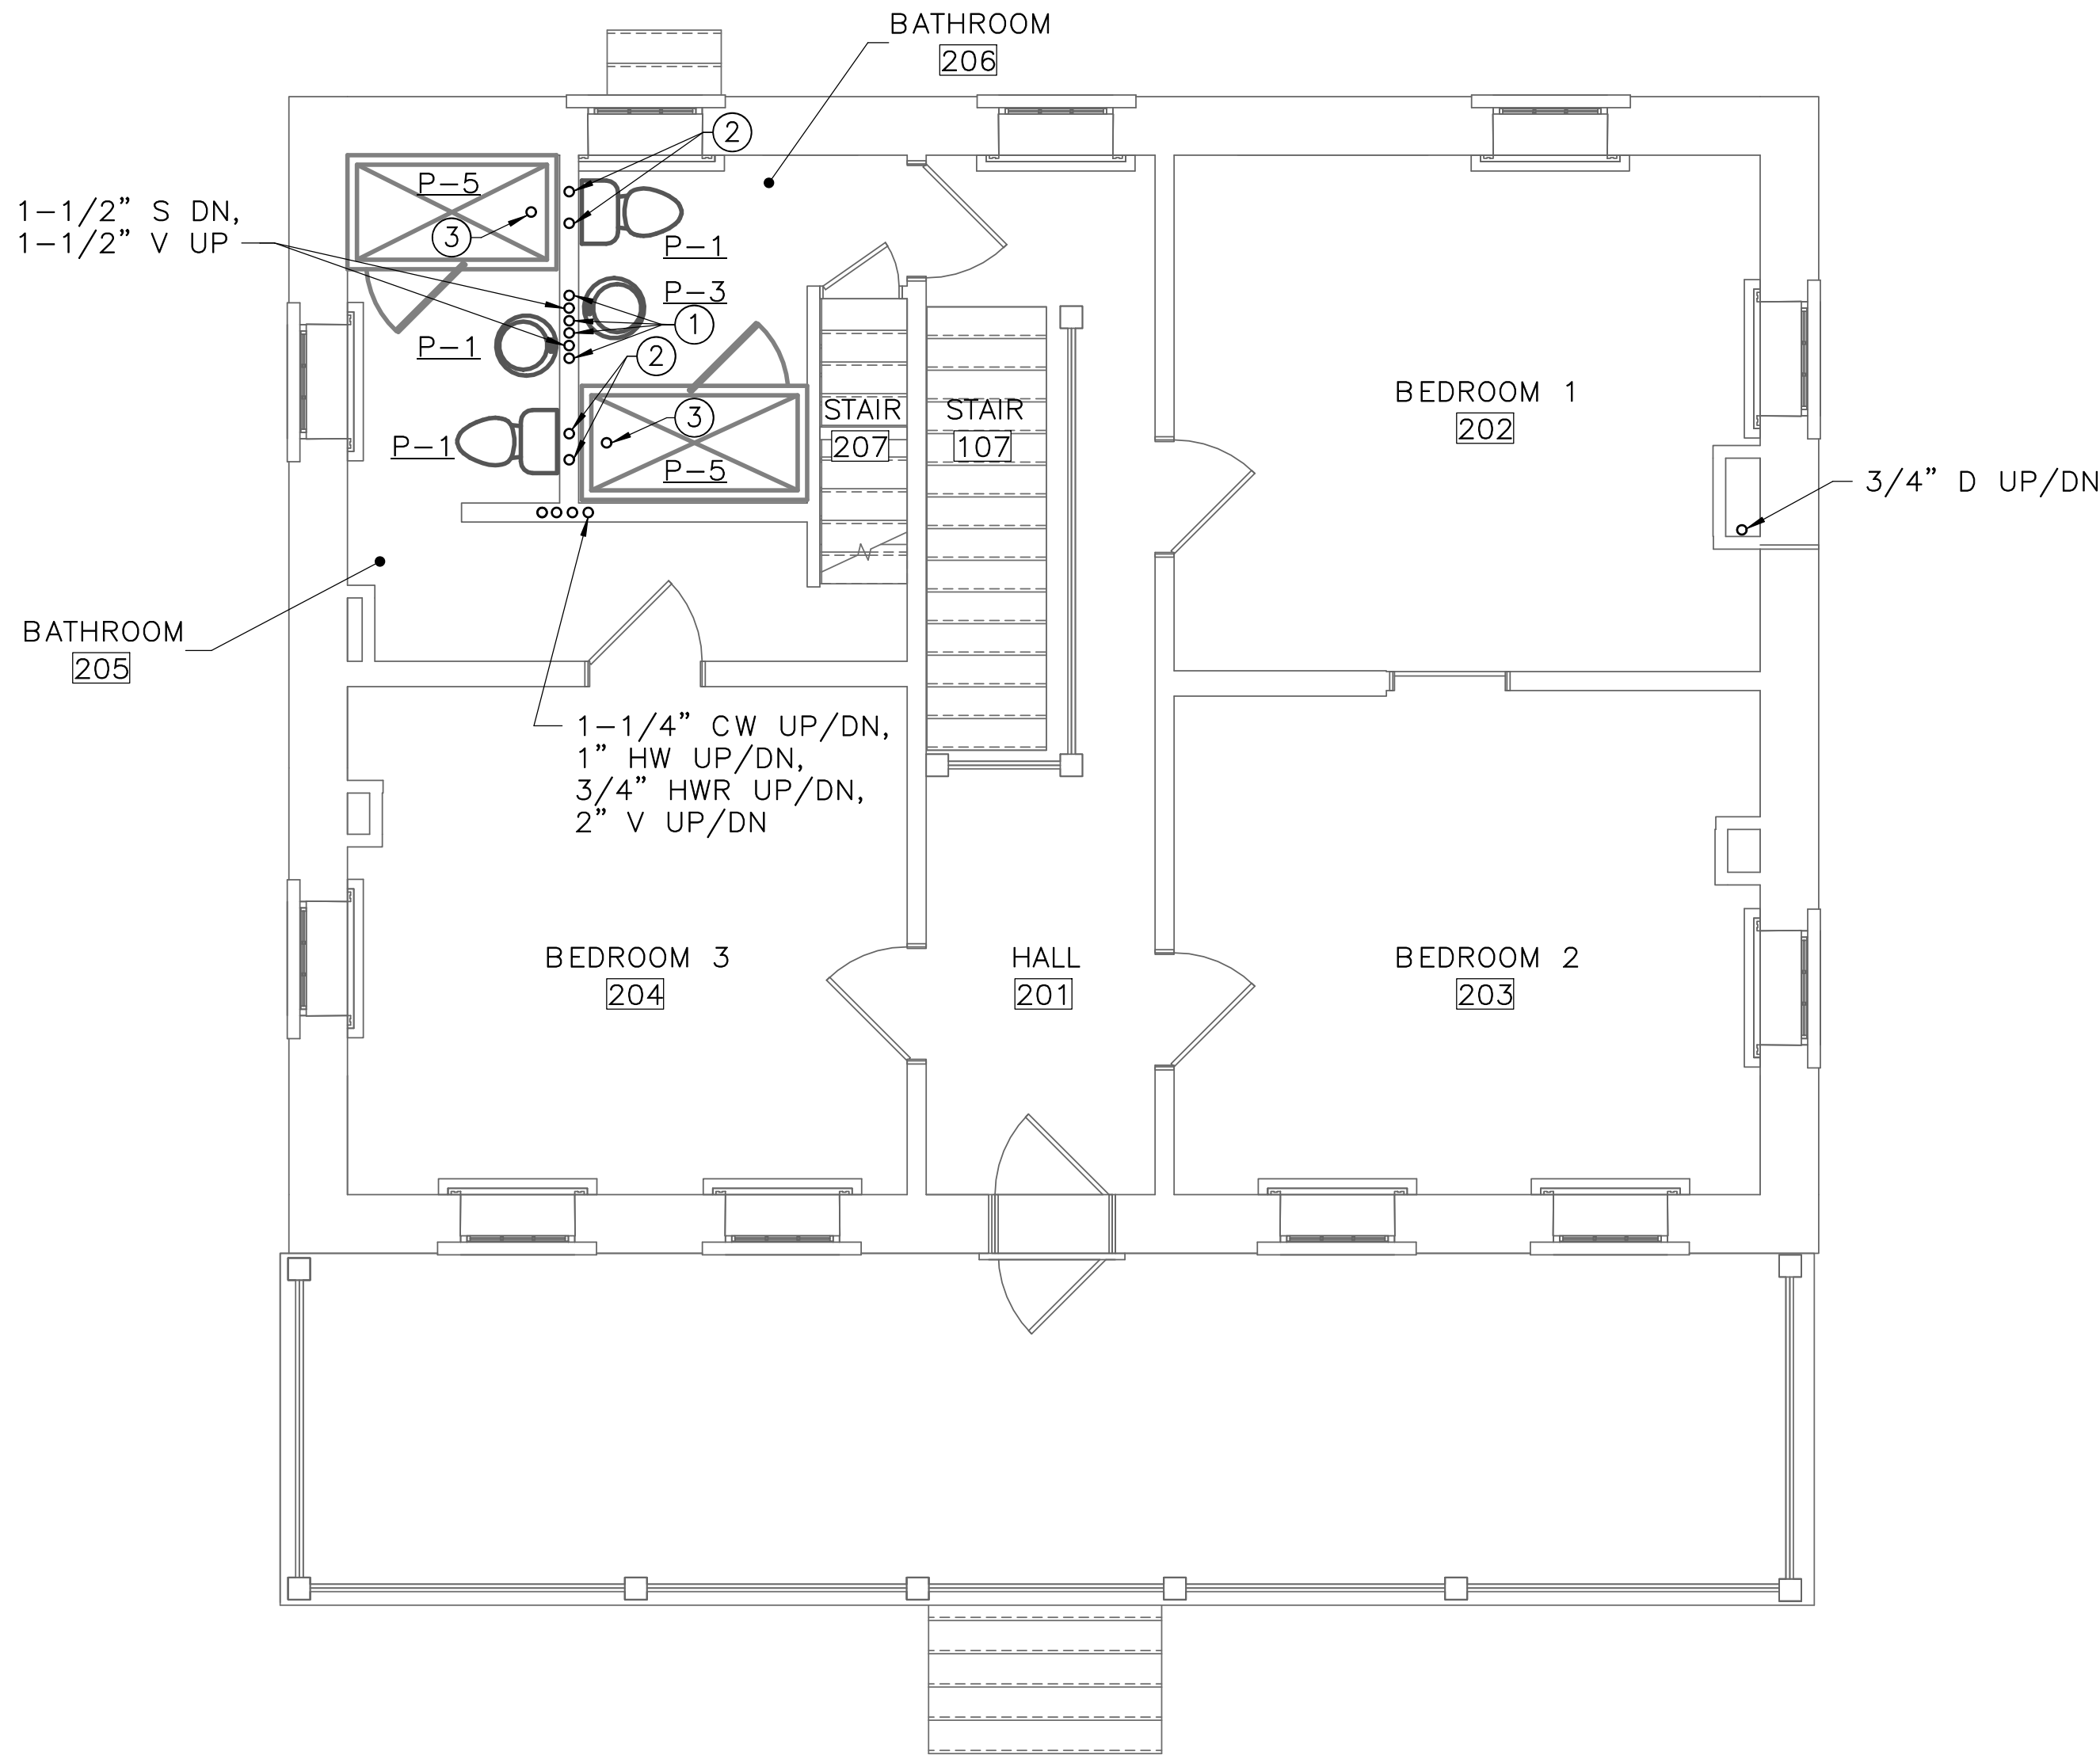 BATHROOM
206
2
P-5
1-1/2” S DN,
1-1/2” V UP
3
P-1
P-3
1
P-1
2
BEDROOM 1
202
STAIR
207
STAIR
107
3
P-1
P-5
3/4” D UP/DN
BATHROOM
205
1-1/4” CW UP/DN,
1” HW UP/DN,
3/4” HWR UP/DN,
2” V UP/DN
BEDROOM 3
204
HALL
201
BEDROOM 2
203